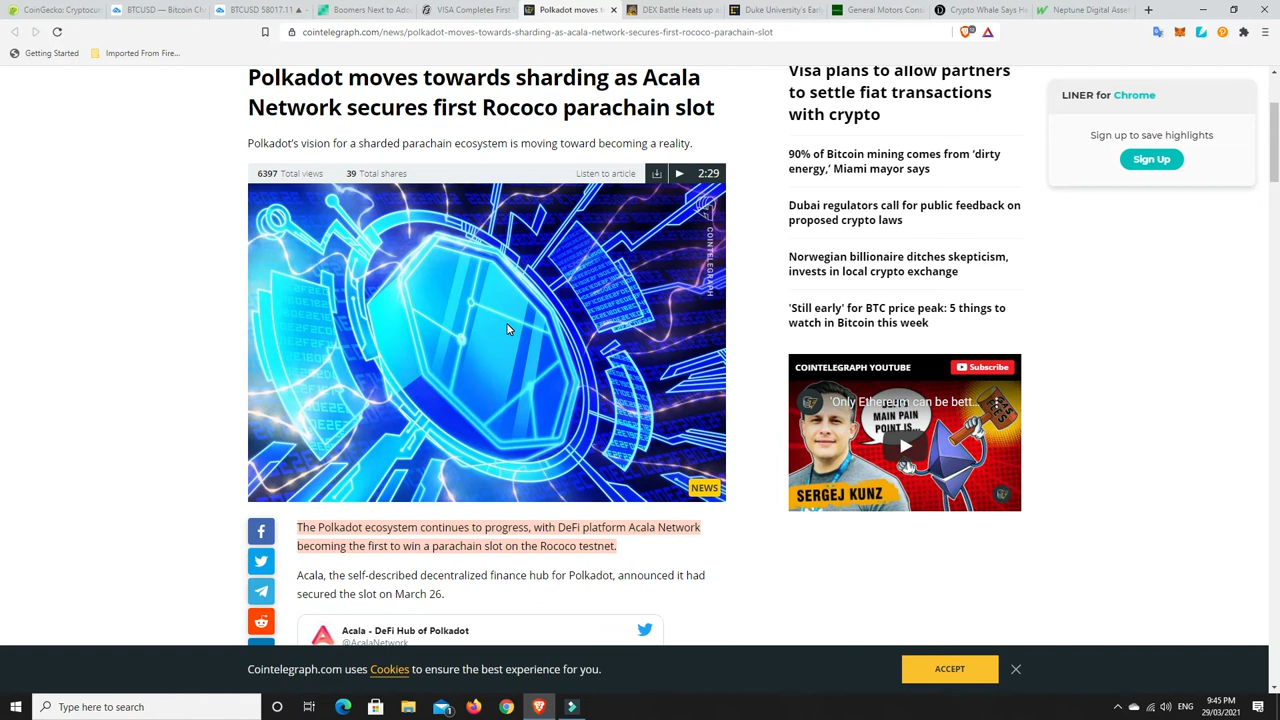 CoinGecko: Cryptocur
BTCUSD — Bitcoin Ch
BTCUSD 58017.11
Boomers Next to Ado
VISA Completes First
Polkadot moves t
DEX Battle Heats up a
Duke University's Earl
General Motors Cons
Crypto Whale Says H
Neptune Digital Asset
cointelegraph.com/news/polkadot-moves-towards-sharding-as-acala-network-secures-first-rococo-parachain-slot
Getting Started
Imported From Fire...
Polkadot moves towards sharding as Acala
Network secures first Rococo parachain slot
Polkadot's vision for a sharded parachain ecosystem is moving toward becoming a reality.
6397 Total views
39 Total shares
Listen to article
2:29
COINTELEGRAPH
NEWS
The Polkadot ecosystem continues to progress, with DeFi platform Acala Network
becoming the first to win a parachain slot on the Rococo testnet.
Acala, the self-described decentralized finance hub for Polkadot, announced it had
secured the slot on March 26.
Acala - DeFi Hub of Polkadot
@AcalaNetwork
Visa plans to allow partners
to settle fiat transactions
with crypto
90% of Bitcoin mining comes from 'dirty
energy,' Miami mayor says
Dubai regulators call for public feedback on
proposed crypto laws
Norwegian billionaire ditches skepticism,
invests in local crypto exchange
'Still early' for BTC price peak: 5 things to
watch in Bitcoin this week
COINTELEGRAPH YOUTUBE
Subscribe
'Only Ethereum can be bett...
MAIN PAIN
POINT IS...
SERGEJ KUNZ
LINER for Chrome
Sign up to save highlights
Sign Up
Cointelegraph.com uses Cookies to ensure the best experience for you.
ACCEPT
Type here to search
ENG
9:45 PM
29/03/2021